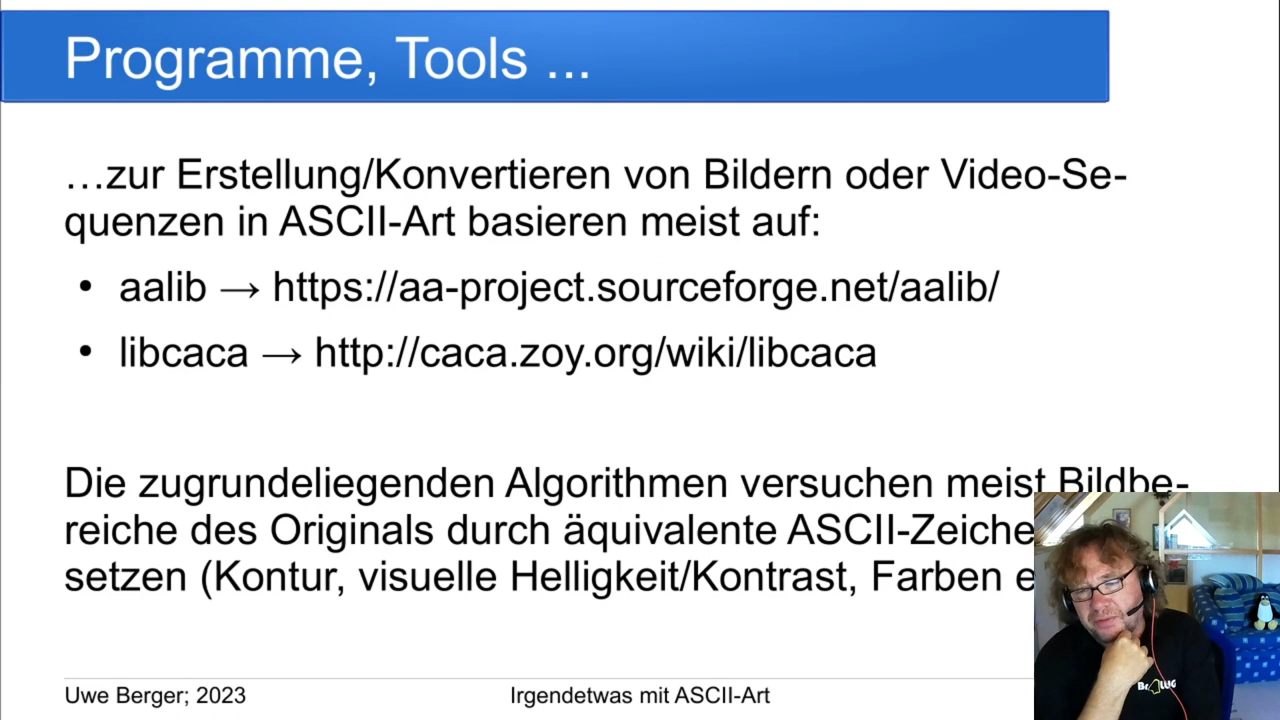 Programme, Tools ...
…zur Erstellung/Konvertieren von Bildern oder Video-Se-
quenzen in ASCII-Art basieren meist auf:
• aalib → https://aa-project.sourceforge.net/aalib/
• libcaca → http://caca.zoy.org/wiki/libcaca
Die zugrundeliegenden Algorithmen versuchen meist Bildbe-
reiche des Originals durch äquivalente ASCII-Zeiche
setzen (Kontur, visuelle Helligkeit/Kontrast, Farben e
Uwe Berger; 2023
Irgendetwas mit ASCII-Art